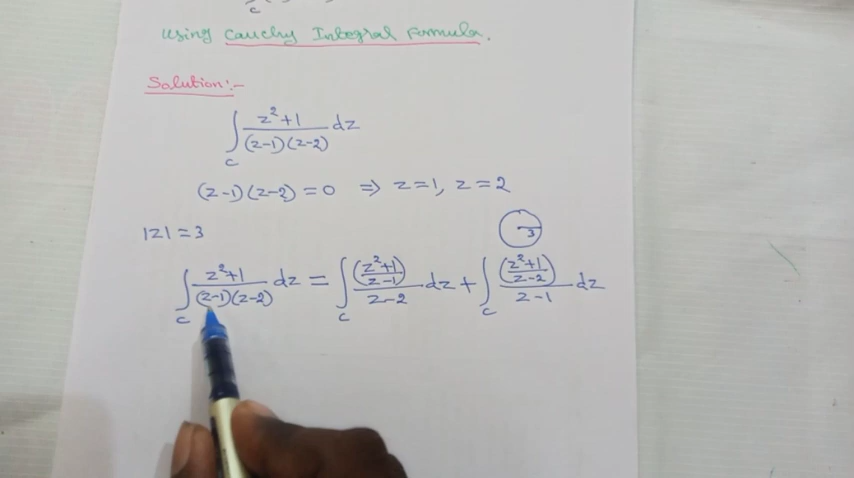 C
Using Cauchy Integral Formula.
Solution:-
∫_C (z²+1)/((z-1)(z-2)) dz
(z-1)(z-2) = 0 ⇒ z=1, z=2
|z| = 3
3
∫_C (z²+1)/((z-1)(z-2)) dz = ∫_C ((z²+1)/(z-1))/(z-2) dz + ∫_C ((z²+1)/(z-2))/(z-1) dz